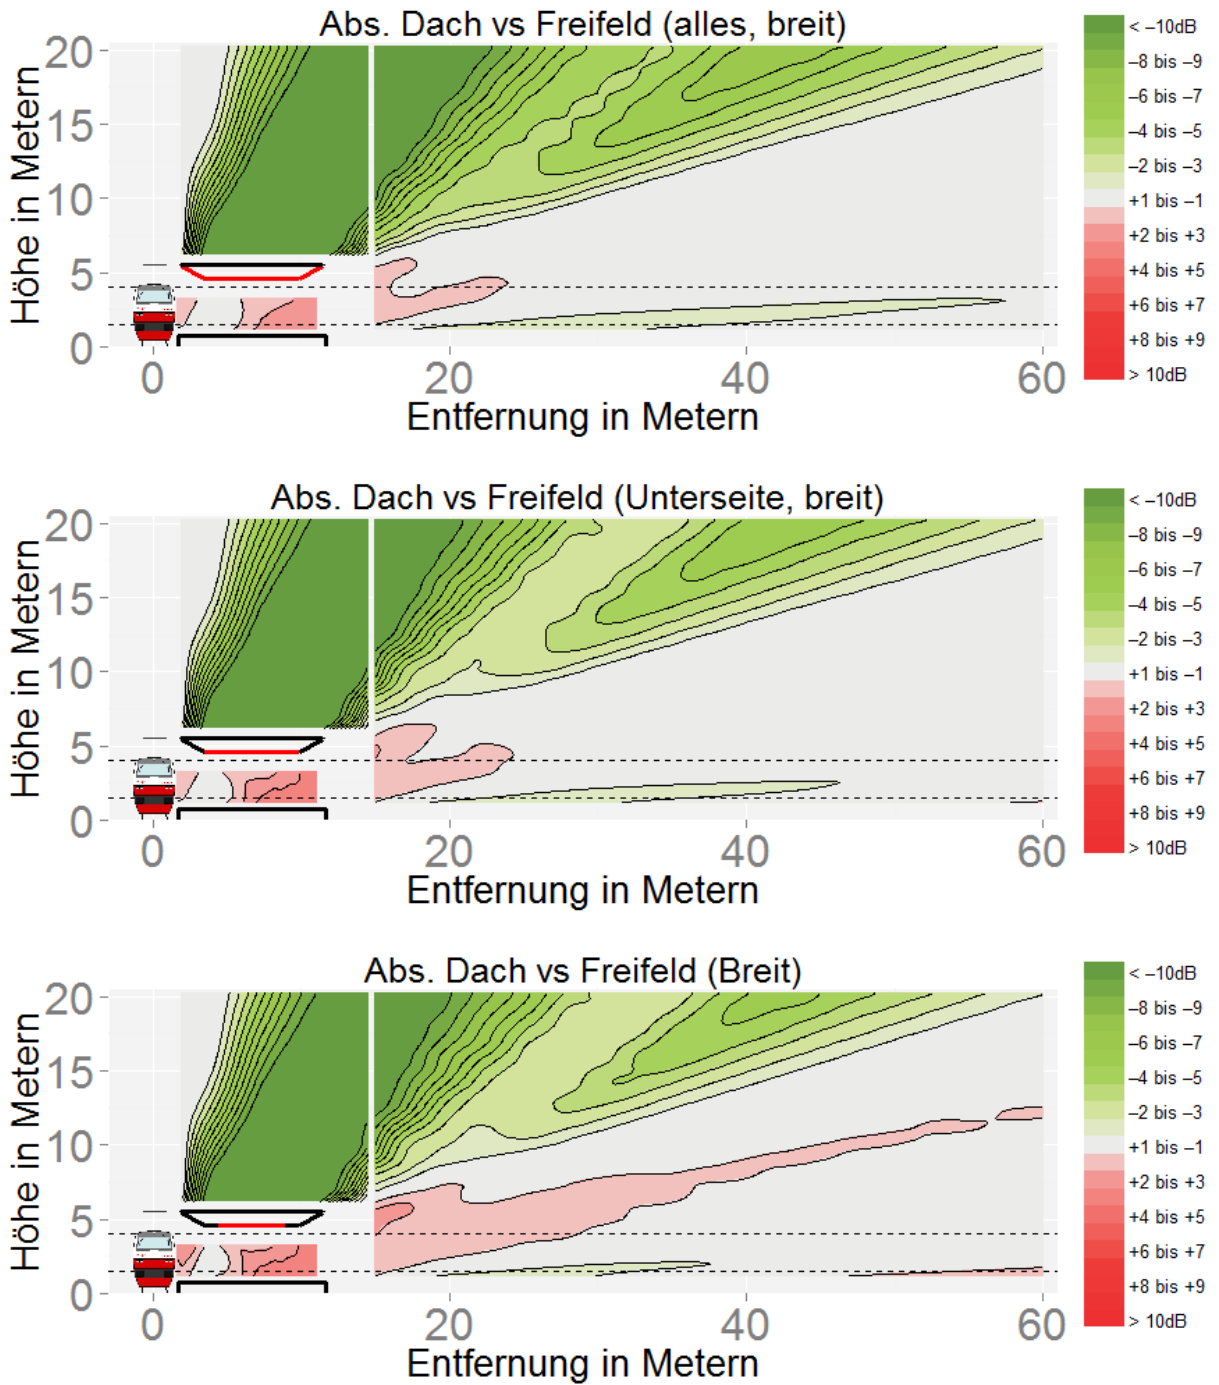 Abs. Dach vs Freifeld (alles, breit)
Höhe in Metern
20
15
10
5
0
0
20
40
60
Entfernung in Metern
< –10dB
–8 bis –9
–6 bis –7
–4 bis –5
–2 bis –3
+1 bis –1
+2 bis +3
+4 bis +5
+6 bis +7
+8 bis +9
> 10dB
Abs. Dach vs Freifeld (Unterseite, breit)
Höhe in Metern
20
15
10
5
0
0
20
40
60
Entfernung in Metern
< –10dB
–8 bis –9
–6 bis –7
–4 bis –5
–2 bis –3
+1 bis –1
+2 bis +3
+4 bis +5
+6 bis +7
+8 bis +9
> 10dB
Abs. Dach vs Freifeld (Breit)
Höhe in Metern
20
15
10
5
0
0
20
40
60
Entfernung in Metern
< –10dB
–8 bis –9
–6 bis –7
–4 bis –5
–2 bis –3
+1 bis –1
+2 bis +3
+4 bis +5
+6 bis +7
+8 bis +9
> 10dB